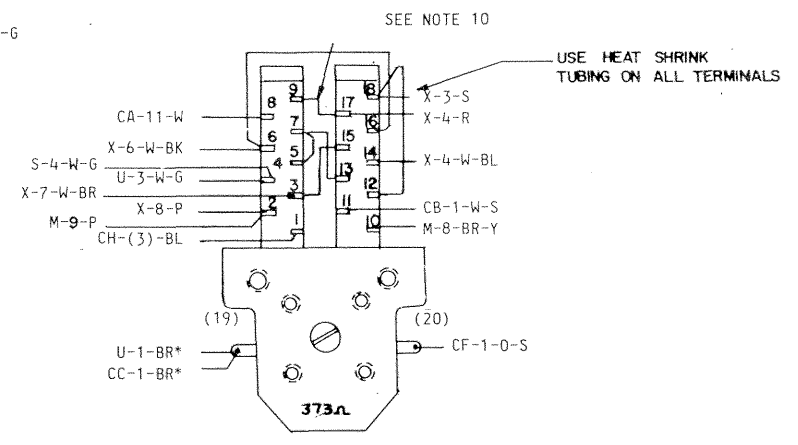 -G
SEE NOTE 10
USE HEAT SHRINK
TUBING ON ALL TERMINALS
CA-11-W
X-6-W-BK
S-4-W-G
U-3-W-G
X-7-W-BR
X-8-P
M-9-P
CH-(3)-BL
9
8
7
6
5
4
3
2
1
8
17
16
15
14
13
12
11
10
X-3-S
X-4-R
X-4-W-BL
CB-1-W-S
M-8-BR-Y
(19)
(20)
U-1-BR*
CC-1-BR*
CF-1-O-S
373Ω